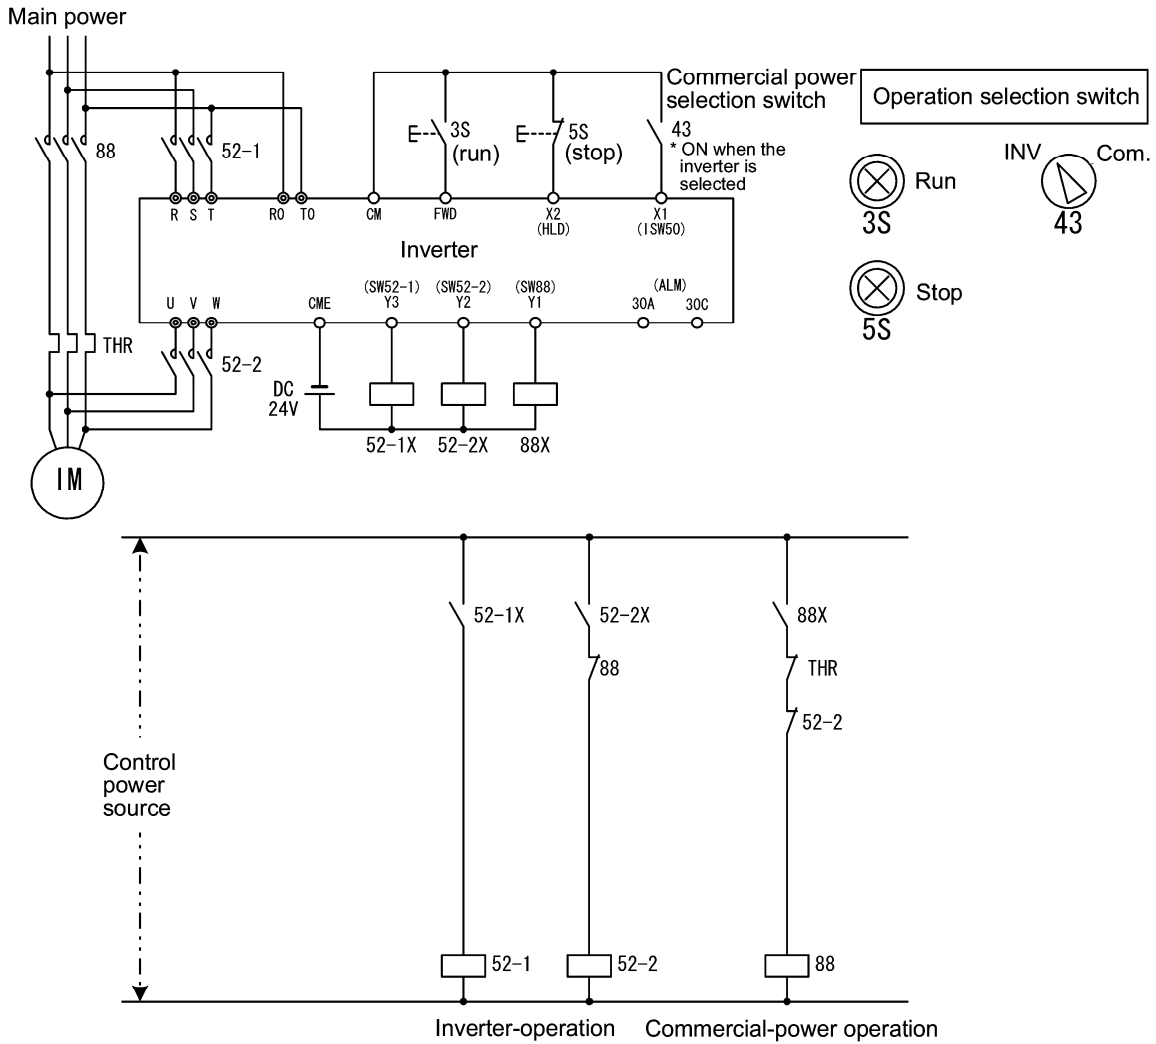 Main power
88
52-1
3S
(run)
5S
(stop)
Commercial power
selection switch
43
* ON when the
inverter is
selected
Operation selection switch
INV
Com.
Run
3S
43
Stop
5S
R S T R0 T0 CM FWD X2 X1
(HLD) (ISW50)
Inverter
(SW52-1) (SW52-2) (SW88) (ALM)
U V W CME Y3 Y2 Y1 30A 30C
THR
52-2
DC
24V
52-1X 52-2X 88X
IM
52-1X
52-2X
88X
88
THR
52-2
Control
power
source
52-1
52-2
88
Inverter-operation
Commercial-power operation